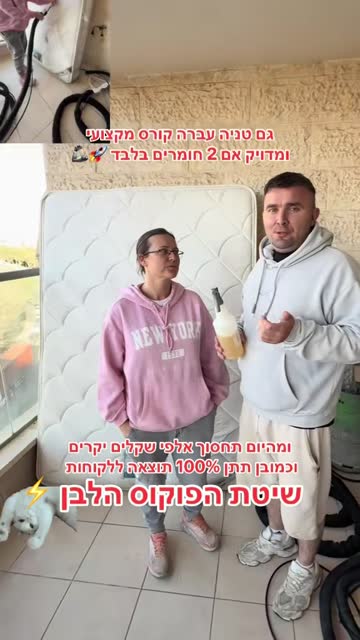 גם טניה עברה קורס מקצועי
ומדויק אם 2 חומרים בלבד 🚀
NEW YORK
ומהיום תחסוך אלפי שקלים יקרים
וכמובן תתן 100% תוצאה ללקוחות
שיטת הפוקוס הלבן ⚡